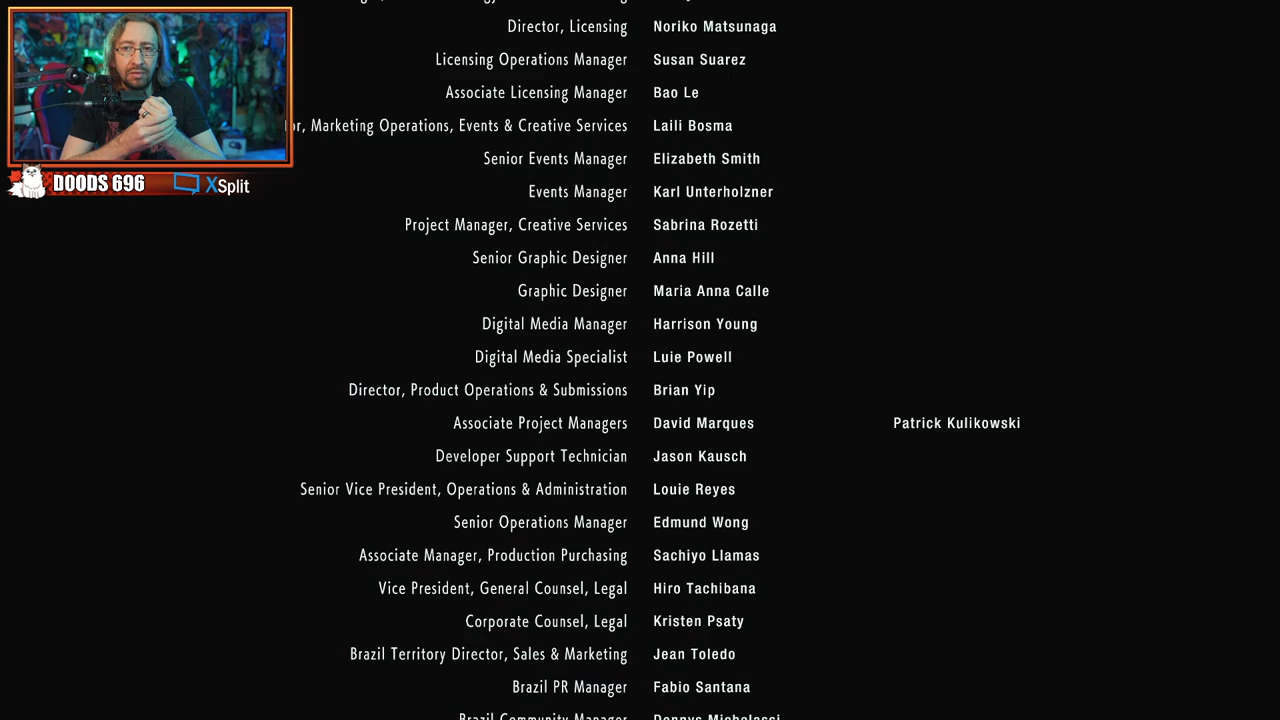 Director, Licensing Noriko Matsunaga
Licensing Operations Manager Susan Suarez
Associate Licensing Manager Bao Le
Marketing Operations, Events & Creative Services Laili Bosma
Senior Events Manager Elizabeth Smith
DOODS 696 XSplit
Events Manager Karl Unterholzner
Project Manager, Creative Services Sabrina Rozetti
Senior Graphic Designer Anna Hill
Graphic Designer Maria Anna Calle
Digital Media Manager Harrison Young
Digital Media Specialist Luie Powell
Director, Product Operations & Submissions Brian Yip
Associate Project Managers David Marques Patrick Kulikowski
Developer Support Technician Jason Kausch
Senior Vice President, Operations & Administration Louie Reyes
Senior Operations Manager Edmund Wong
Associate Manager, Production Purchasing Sachiyo Llamas
Vice President, General Counsel, Legal Hiro Tachibana
Corporate Counsel, Legal Kristen Psaty
Brazil Territory Director, Sales & Marketing Jean Toledo
Brazil PR Manager Fabio Santana
Brazil Community Manager